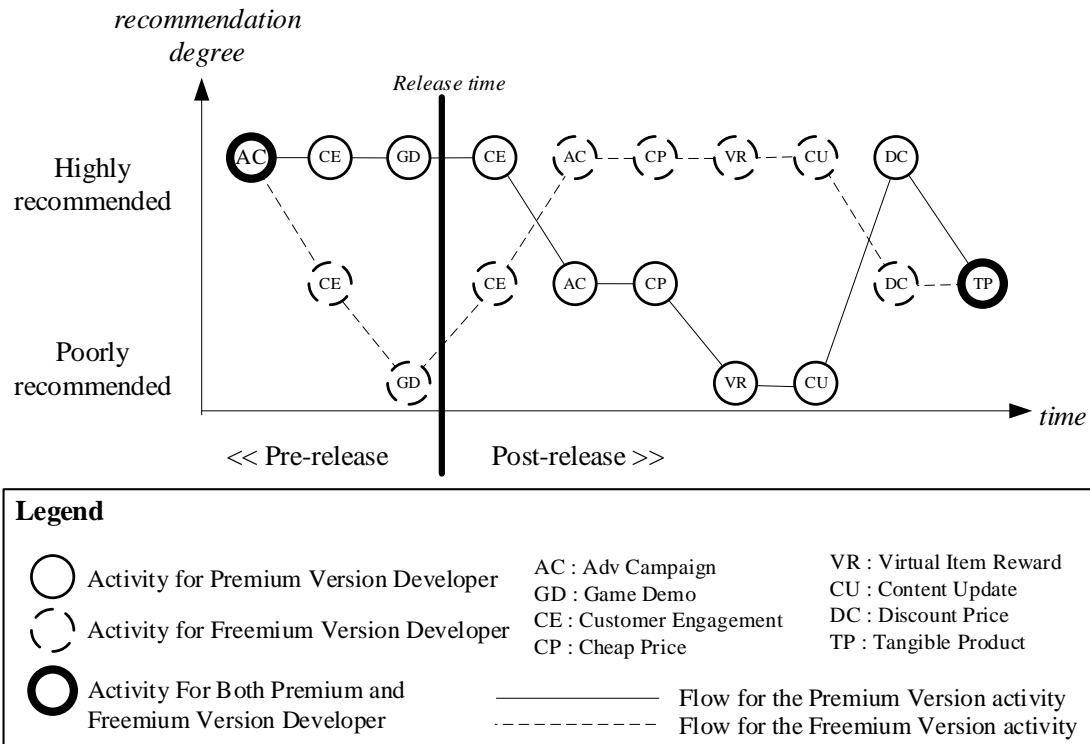 recommendation
degree
Release time
Highly
recommended
AC
CE
GD
CE
AC
CP
VR
CU
DC
CE
CE
AC
CP
DC
TP
Poorly
recommended
GD
VR
CU
time
<< Pre-release
Post-release >>
Legend
Activity for Premium Version Developer
Activity for Freemium Version Developer
Activity For Both Premium and
Freemium Version Developer
AC : Adv Campaign
GD : Game Demo
CE : Customer Engagement
CP : Cheap Price
VR : Virtual Item Reward
CU : Content Update
DC : Discount Price
TP : Tangible Product
Flow for the Premium Version activity
Flow for the Freemium Version activity